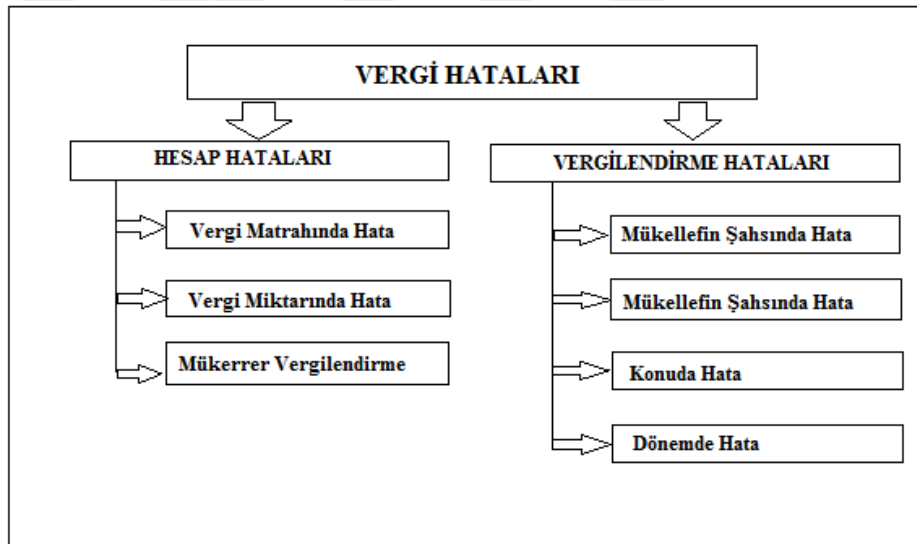 VERGİ HATALARI
HESAP HATALARI
Vergi Matrahında Hata
Vergi Miktarında Hata
Mükerrer Vergilendirme
VERGİLENDİRME HATALARI
Mükellefin Şahsında Hata
Mükellefin Şahsında Hata
Konuda Hata
Dönemde Hata